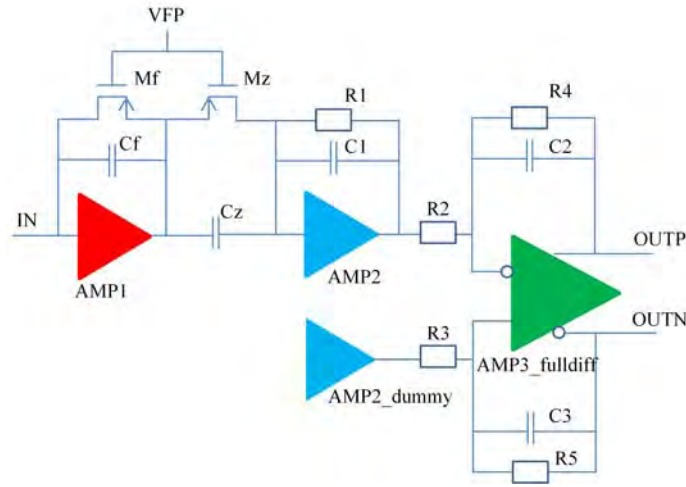 VFP
Mf
Mz
R1
R4
Cf
C1
C2
IN
Cz
R2
OUTP
AMP1
AMP2
OUTN
R3
AMP3_fulldiff
AMP2_dummy
C3
R5